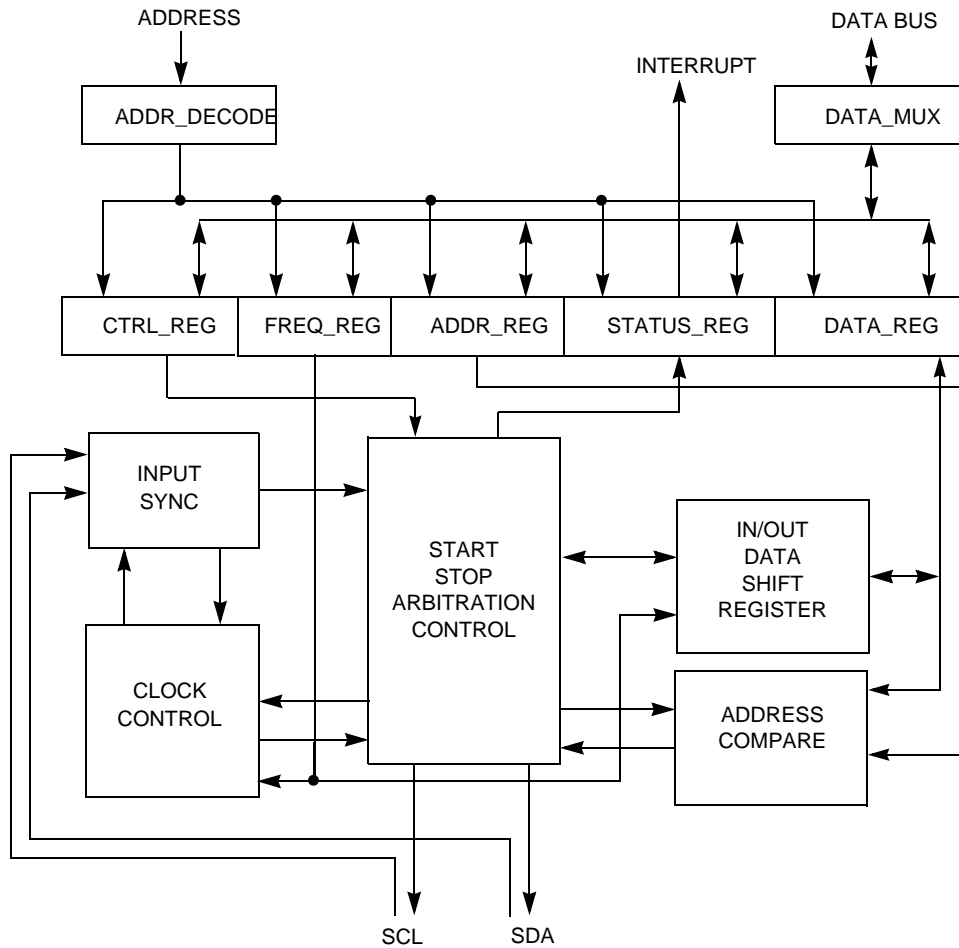 ADDRESS
DATA BUS
INTERRUPT
ADDR_DECODE
DATA_MUX
CTRL_REG
FREQ_REG
ADDR_REG
STATUS_REG
DATA_REG
INPUT
SYNC
START
STOP
ARBITRATION
CONTROL
IN/OUT
DATA
SHIFT
REGISTER
CLOCK
CONTROL
ADDRESS
COMPARE
SCL
SDA